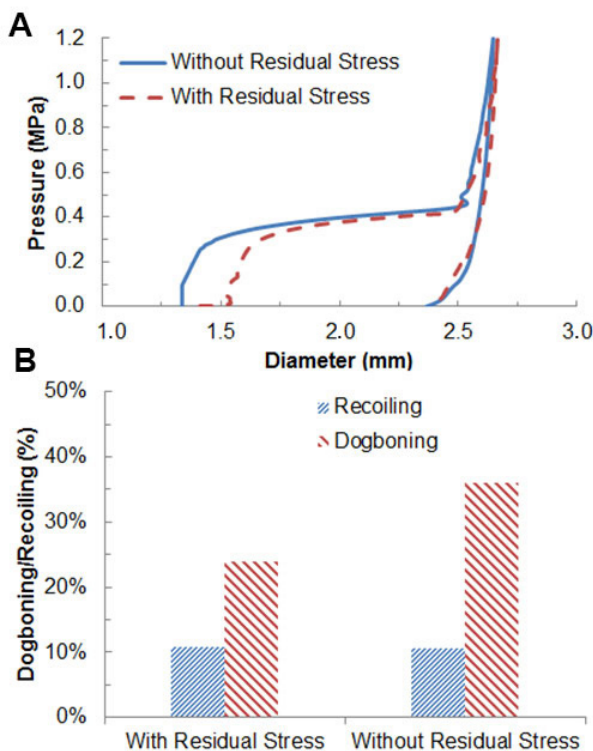 A
1.2
1.0
0.8
0.6
0.4
0.2
0.0
Pressure (MPa)
Without Residual Stress
With Residual Stress
1.0 1.5 2.0 2.5 3.0
Diameter (mm)
B
50%
40%
30%
20%
10%
0%
Dogboning/Recoiling (%)
Recoiling
Dogboning
With Residual Stress Without Residual Stress